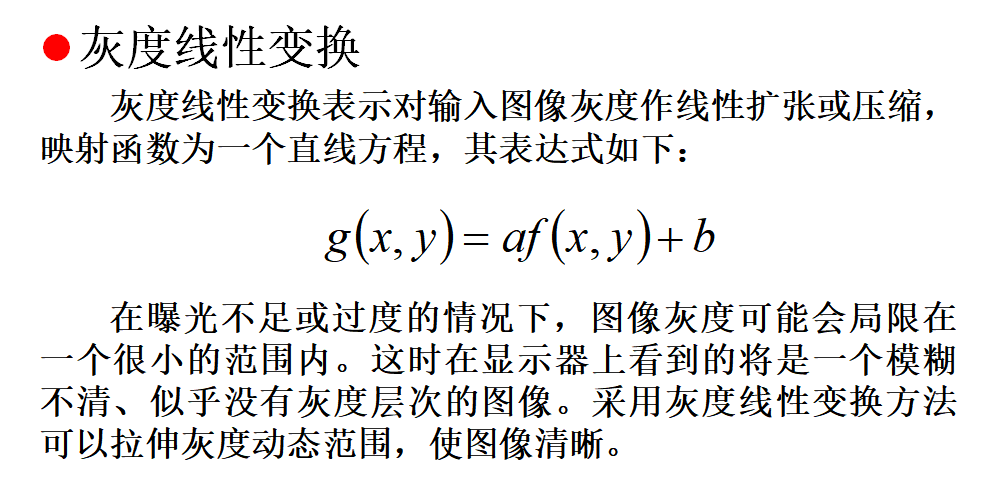 ● 灰度线性变换
灰度线性变换表示对输入图像灰度作线性扩张或压缩，
映射函数为一个直线方程，其表达式如下：
g(x, y) = af(x, y) + b
在曝光不足或过度的情况下，图像灰度可能会局限在
一个很小的范围内。这时在显示器上看到的将是一个模糊
不清、似乎没有灰度层次的图像。采用灰度线性变换方法
可以拉伸灰度动态范围，使图像清晰。